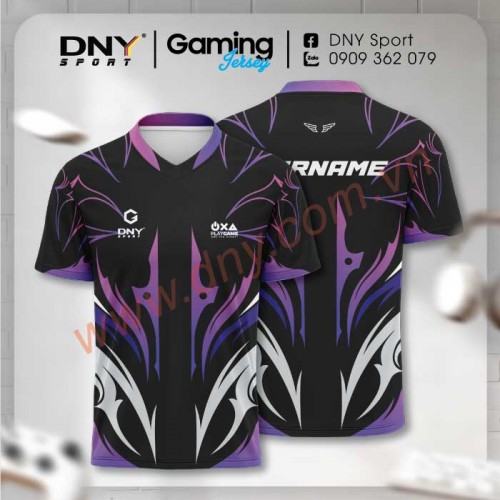 DNY
SPORT
Gaming
Jersey
DNY Sport
Zalo
0909 362 079
RNAME
G
DNY
SPORT
PLAYGAME
www.dny.com.vn